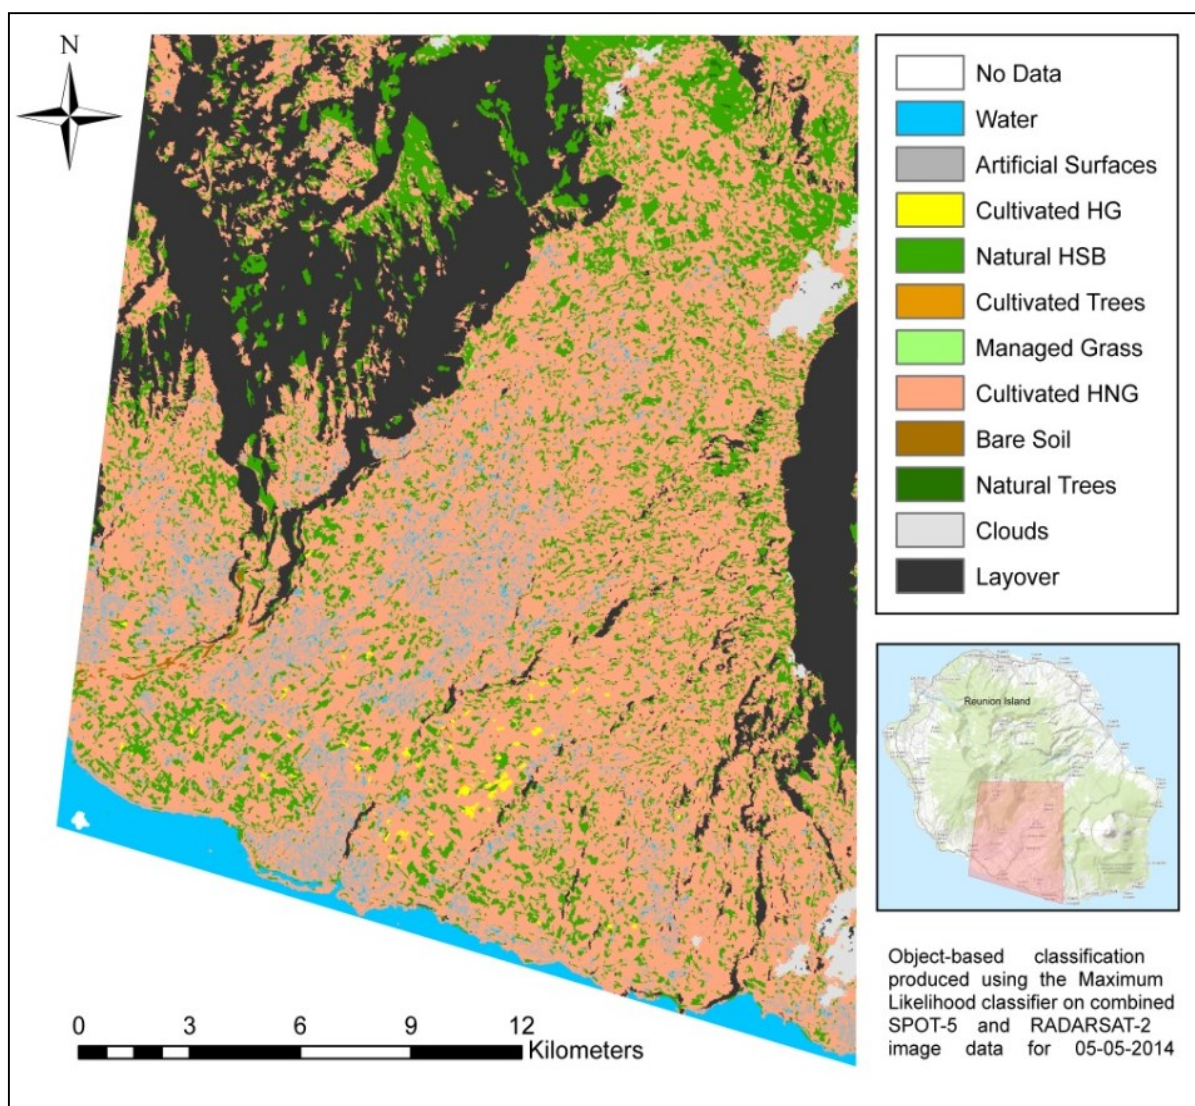 N
No Data
Water
Artificial Surfaces
Cultivated HG
Natural HSB
Cultivated Trees
Managed Grass
Cultivated HNG
Bare Soil
Natural Trees
Clouds
Layover
Reunion Island
Object-based classification
produced using the Maximum
Likelihood classifier on combined
SPOT-5 and RADARSAT-2
image data for 05-05-2014
0 3 6 9 12
Kilometers